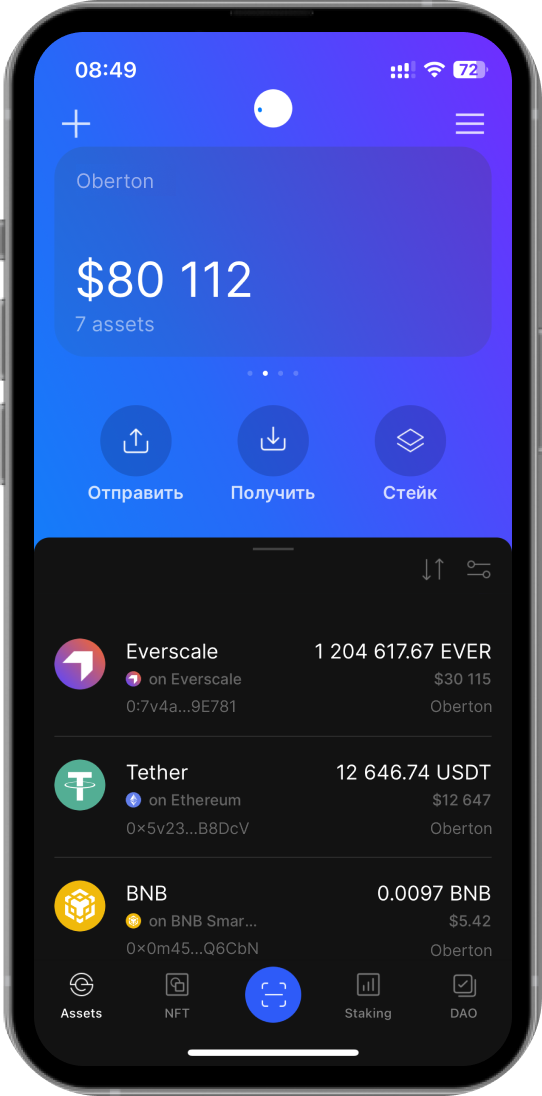 08:49
72
Oberton
$80 112
7 assets
Отправить
Получить
Стейк
Everscale
1 204 617.67 EVER
on Everscale
$30 115
0:7v4a...9E781
Oberton
Tether
12 646.74 USDT
on Ethereum
$12 647
0×5v23...B8DcV
Oberton
BNB
0.0097 BNB
on BNB Smar...
$5.42
0×0m45...Q6CbN
Oberton
Assets
NFT
Staking
DAO